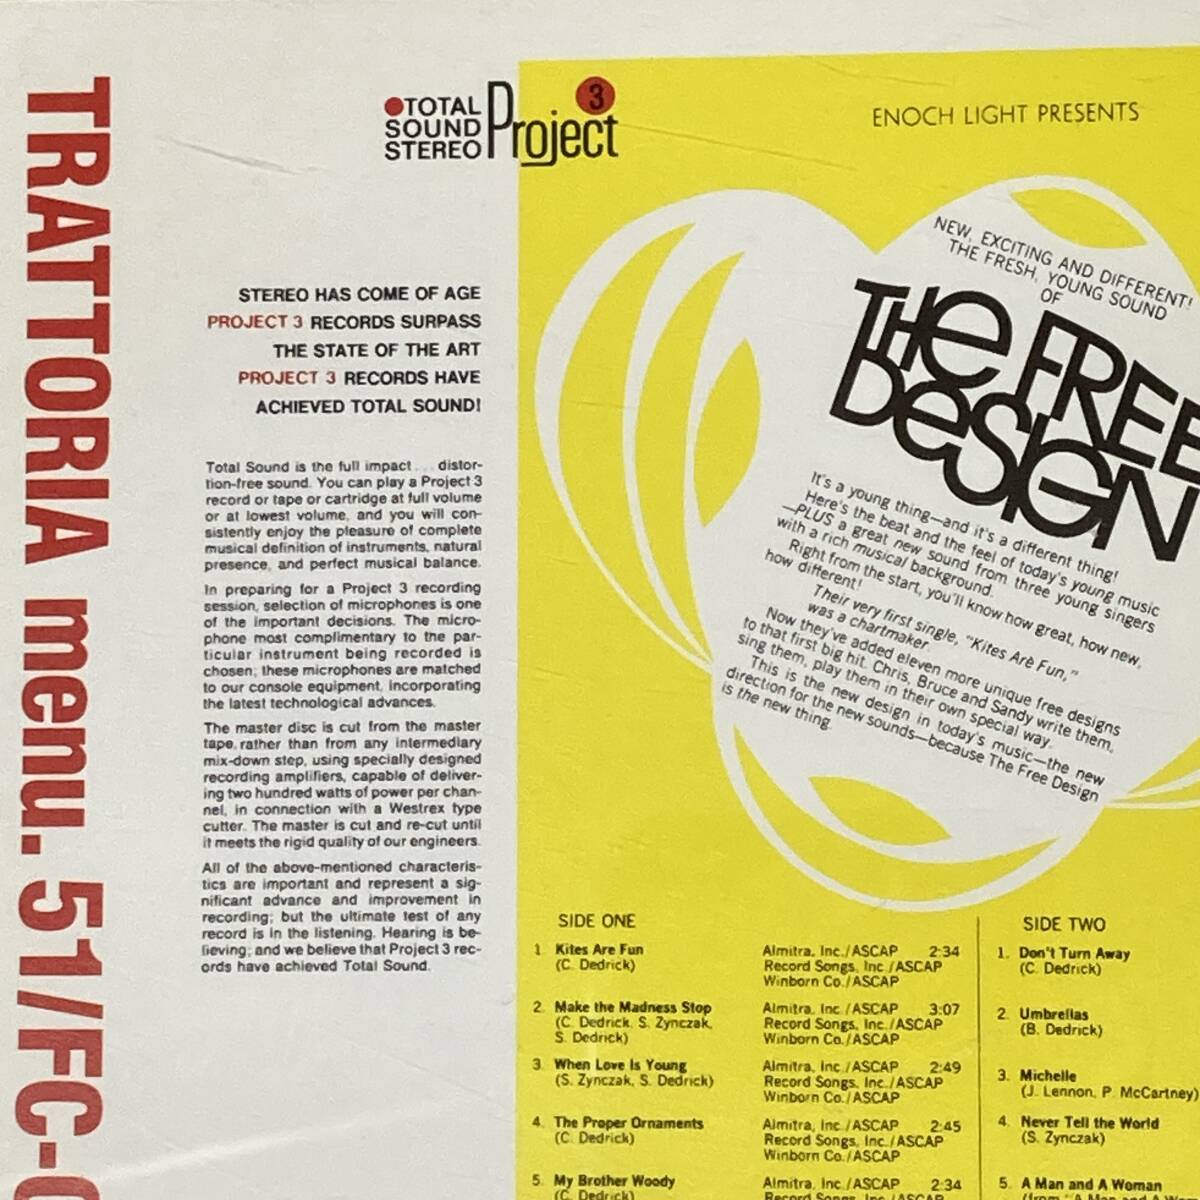 TRATTORIA menu. 51/FC-
TOTAL
SOUND
STEREO
Project 3
STEREO HAS COME OF AGE
PROJECT 3 RECORDS SURPASS
THE STATE OF THE ART
PROJECT 3 RECORDS HAVE
ACHIEVED TOTAL SOUND!
Total Sound is the full impact . . . distor-
tion-free sound. You can play a Project 3
record or tape or cartridge at full volume
or at lowest volume, and you will con-
sistently enjoy the pleasure of complete
musical definition of instruments, natural
presence, and perfect musical balance.
In preparing for a Project 3 recording
session, selection of microphones is one
of the important decisions. The micro-
phone most complimentary to the par-
ticular instrument being recorded is
chosen; these microphones are matched
to our console equipment, incorporating
the latest technological advances.
The master disc is cut from the master
tape, rather than from any intermediary
mix-down step, using specially designed
recording amplifiers, capable of deliver-
ing two hundred watts of power per chan-
nel, in connection with a Westrex type
cutter. The master is cut and re-cut until
it meets the rigid quality of our engineers.
All of the above-mentioned characteris-
tics are important and represent a sig-
nificant advance and improvement in
recording; but the ultimate test of any
record is in the listening. Hearing is be-
lieving; and we believe that Project 3 rec-
ords have achieved Total Sound.
ENOCH LIGHT PRESENTS
NEW, EXCITING AND DIFFERENT!
THE FRESH, YOUNG SOUND
OF
THE FREE
DESIGN
It's a young thing—and it's a different thing!
Here's the beat and the feel of today's young music
—PLUS a great new sound from three young singers
with a rich musical background.
Right from the start, you'll know how great, how new,
how different!
Their very first single, "Kites Are Fun,"
was a chartmaker.
Now they've added eleven more unique free designs
to that first big hit. Chris, Bruce and Sandy write them,
sing them, play them in their own special way.
This is the new design in today's music—the new
direction for the new sounds—because The Free Design
is the new thing.
SIDE ONE
1. Kites Are Fun Almitra, Inc./ASCAP 2:34
(C. Dedrick) Record Songs, Inc./ASCAP
Winborn Co./ASCAP
2. Make the Madness Stop Almitra, Inc./ASCAP 3:07
(C. Dedrick, S. Zynczak, Record Songs, Inc./ASCAP
S. Dedrick) Winborn Co./ASCAP
3. When Love Is Young Almitra, Inc./ASCAP 2:49
(S. Zynczak, S. Dedrick) Record Songs, Inc./ASCAP
Winborn Co./ASCAP
4. The Proper Ornaments Almitra, Inc./ASCAP 2:45
(C. Dedrick) Record Songs, Inc./ASCAP
Winborn Co./ASCAP
5. My Brother Woody Almitra, Inc./ASCAP 2:34
(C. Dedrick) Record Songs, Inc./ASCAP
SIDE TWO
1. Don't Turn Away
(C. Dedrick)
2. Umbrellas
(B. Dedrick)
3. Michelle
(J. Lennon, P. McCartney)
4. Never Tell the World
(S. Zynczak)
5. A Man and A Woman
(from "A Man and A